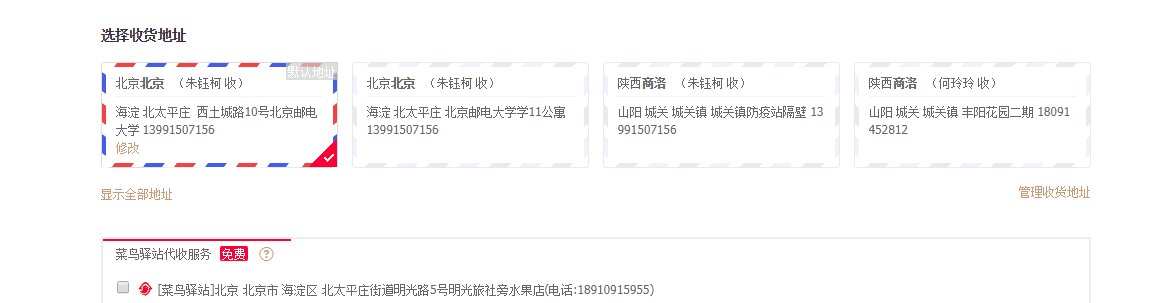 选择收货地址
默认地址
北京北京 （朱钰柯 收）
海淀 北太平庄 西土城路10号北京邮电
大学 13991507156
修改
北京北京 （朱钰柯 收）
海淀 北太平庄 北京邮电大学学11公寓
13991507156
陕西商洛 （朱钰柯 收）
山阳 城关 城关镇 城关镇防疫站隔壁 13
991507156
陕西商洛 （何玲玲 收）
山阳 城关 城关镇 丰阳花园二期 18091
452812
显示全部地址
管理收货地址
菜鸟驿站代收服务 免费 ?
[菜鸟驿站]北京 北京市 海淀区 北太平庄街道明光路5号明光旅社旁水果店(电话:18910915955)